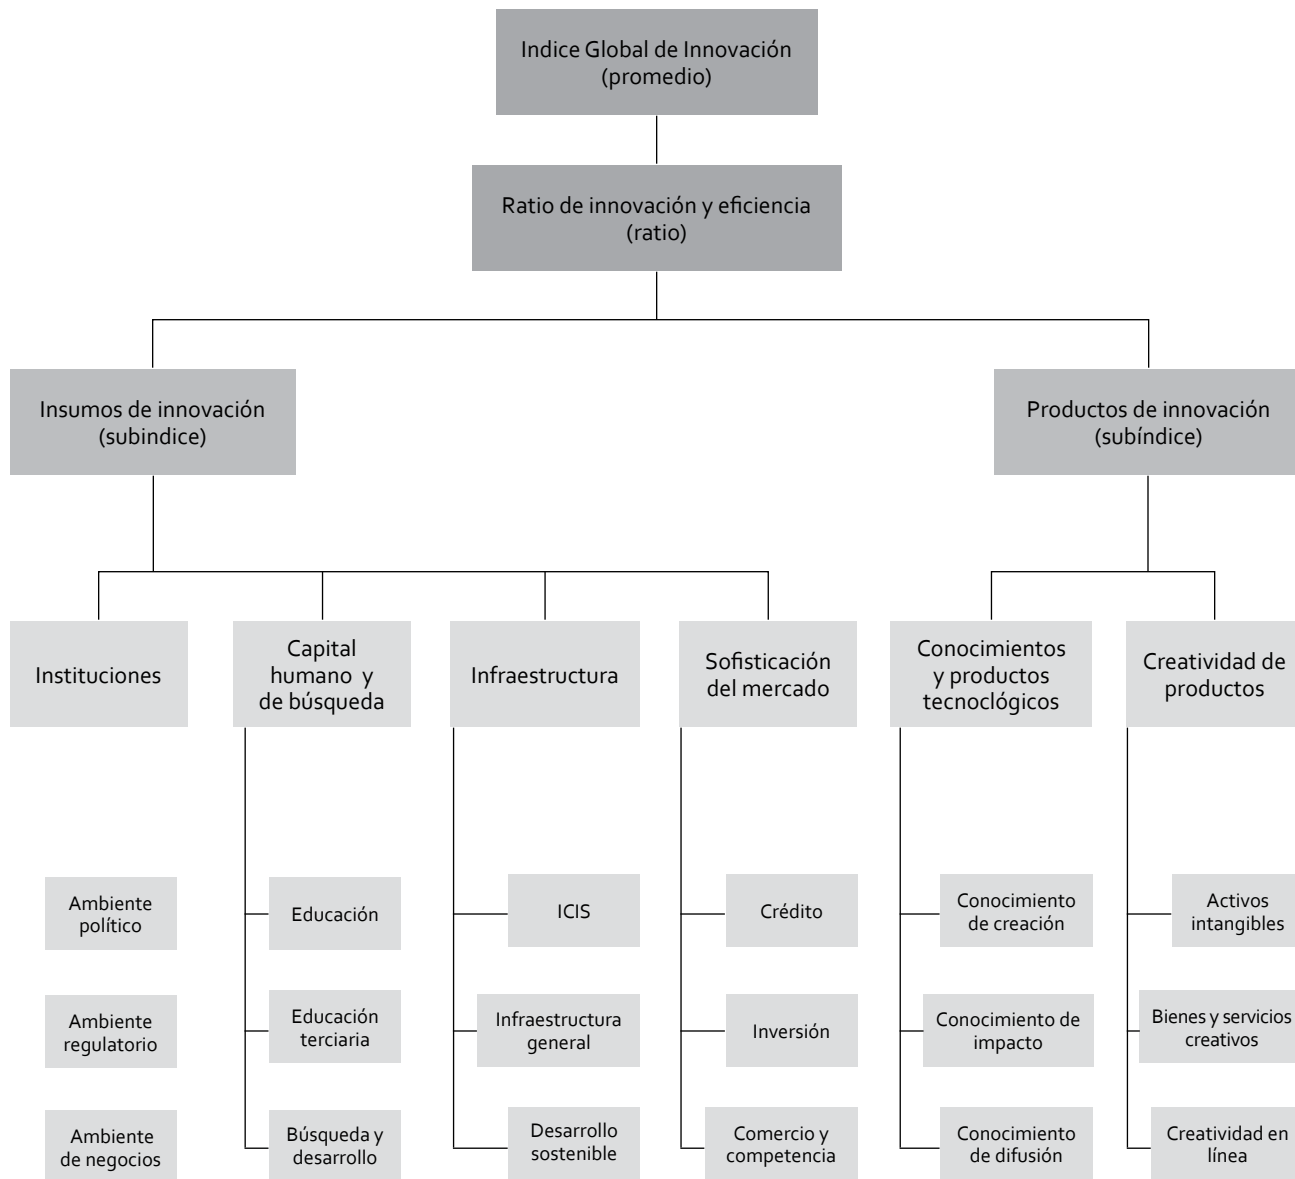 Indice Global de Innovación
(promedio)
Ratio de innovación y eficiencia
(ratio)
Insumos de innovación
(subindice)
Productos de innovación
(subíndice)
Instituciones
Capital
humano y
de búsqueda
Infraestructura
Sofisticación
del mercado
Conocimientos
y productos
tecnoclógicos
Creatividad de
productos
Ambiente
político
Educación
ICIS
Crédito
Conocimiento
de creación
Activos
intangibles
Ambiente
regulatorio
Educación
terciaria
Infraestructura
general
Inversión
Conocimiento de
impacto
Bienes y servicios
creativos
Ambiente
de negocios
Búsqueda y
desarrollo
Desarrollo
sostenible
Comercio y
competencia
Conocimiento
de difusión
Creatividad en
línea